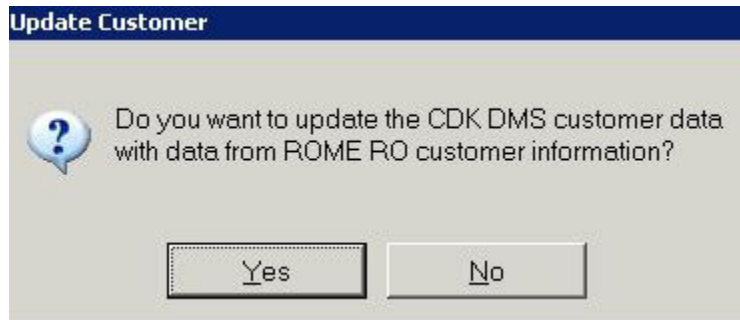 Update Customer
?
Do you want to update the CDK DMS customer data
with data from ROME RO customer information?
Yes
No